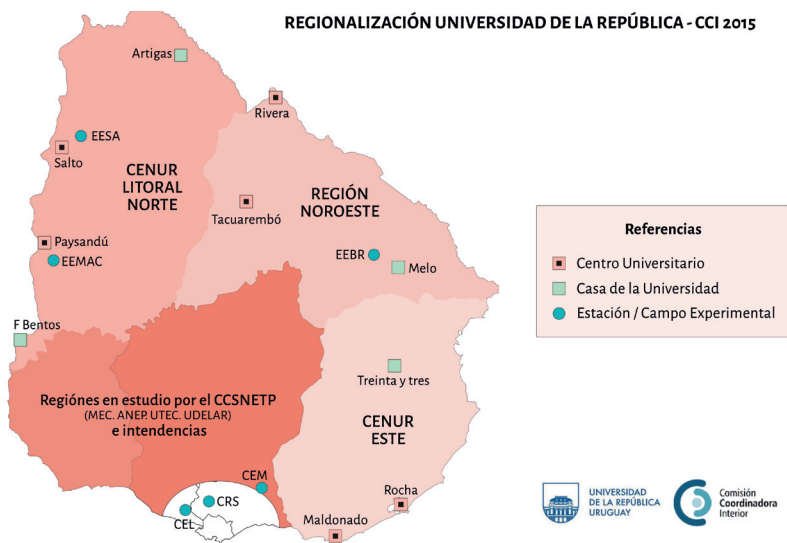 REGIONALIZACIÓN UNIVERSIDAD DE LA REPÚBLICA - CCI 2015
Artigas
Rivera
EESA
Salto
CENUR
LITORAL
NORTE
REGIÓN
NOROESTE
Tacuarembó
Paysandú
EEMAC
EEBR
Melo
F Bentos
Treinta y tres
Regiónes en estudio por el CCSNETP
(MEC. ANEP. UTEC. UDELAR)
e intendencias
CENUR
ESTE
CEM
CRS
CEL
Rocha
Maldonado
Referencias
Centro Universitario
Casa de la Universidad
Estación / Campo Experimental
UNIVERSIDAD
DE LA REPÚBLICA
URUGUAY
Comisión
Coordinadora
Interior